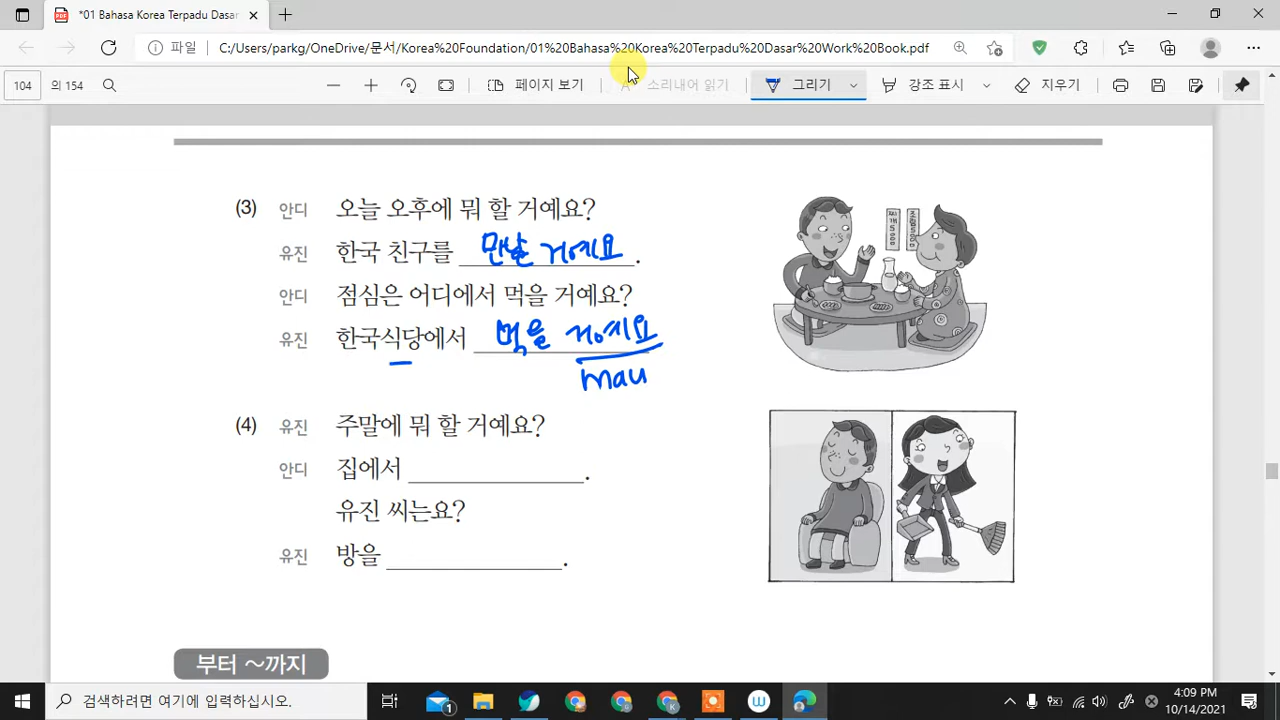 *01 Bahasa Korea Terpadu Dasar
파일 C:/Users/parkg/OneDrive/문서/Korea%20Foundation/01%20Bahasa%20Korea%20Terpadu%20Dasar%20Work%20Book.pdf
104 의 154 페이지 보기 소리내어 읽기 그리기 강조 표시 지우기
(3) 안디 오늘 오후에 뭐 할 거예요?
유진 한국 친구를 만날 거예요.
안디 점심은 어디에서 먹을 거예요?
유진 한국식당에서 먹을 거예요
mau
(4) 유진 주말에 뭐 할 거예요?
안디 집에서 .
유진 씨는요?
유진 방을 .
부터 ~까지
검색하려면 여기에 입력하십시오.
1
4:09 PM
10/14/2021